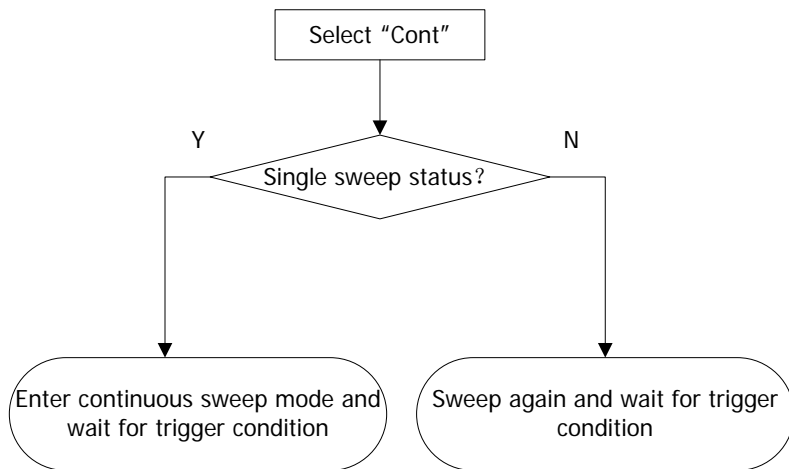 Select “Cont”
Y
N
Single sweep status？
Enter continuous sweep mode and
wait for trigger condition
Sweep again and wait for trigger
condition